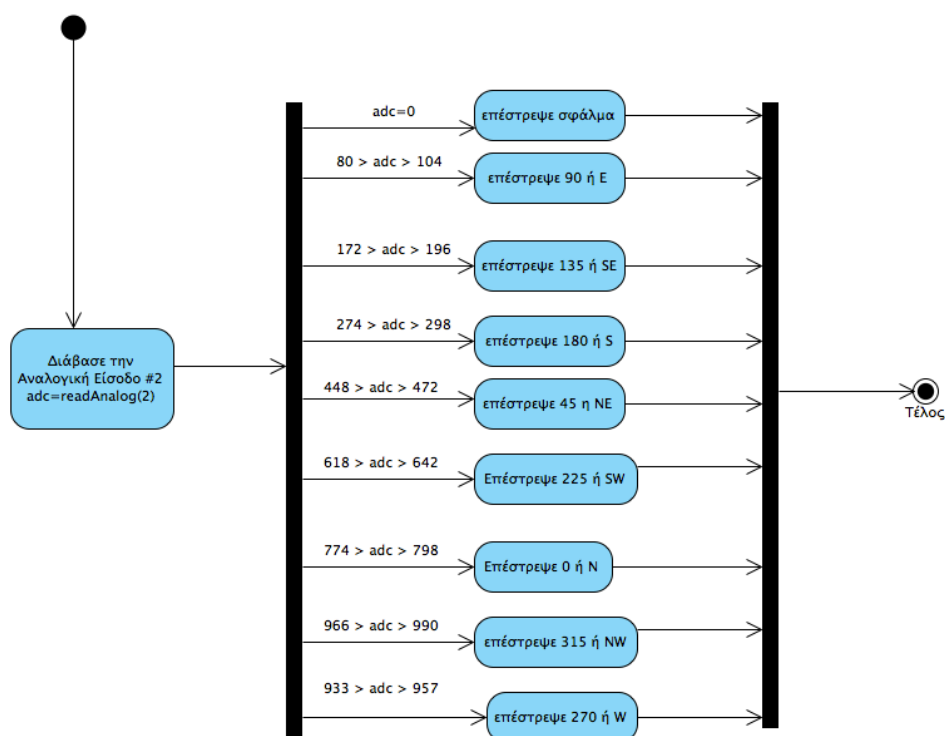 adc=0
επέστρεψε σφάλμα
80 > adc > 104
επέστρεψε 90 ή E
172 > adc > 196
επέστρεψε 135 ή SE
274 > adc > 298
επέστρεψε 180 ή S
Διάβασε την
Αναλογική Είσοδο #2
adc=readAnalog(2)
448 > adc > 472
επέστρεψε 45 η NE
Τέλος
618 > adc > 642
Επέστρεψε 225 ή SW
774 > adc > 798
Επέστρεψε 0 ή N
966 > adc > 990
επέστρεψε 315 ή NW
933 > adc > 957
επέστρεψε 270 ή W